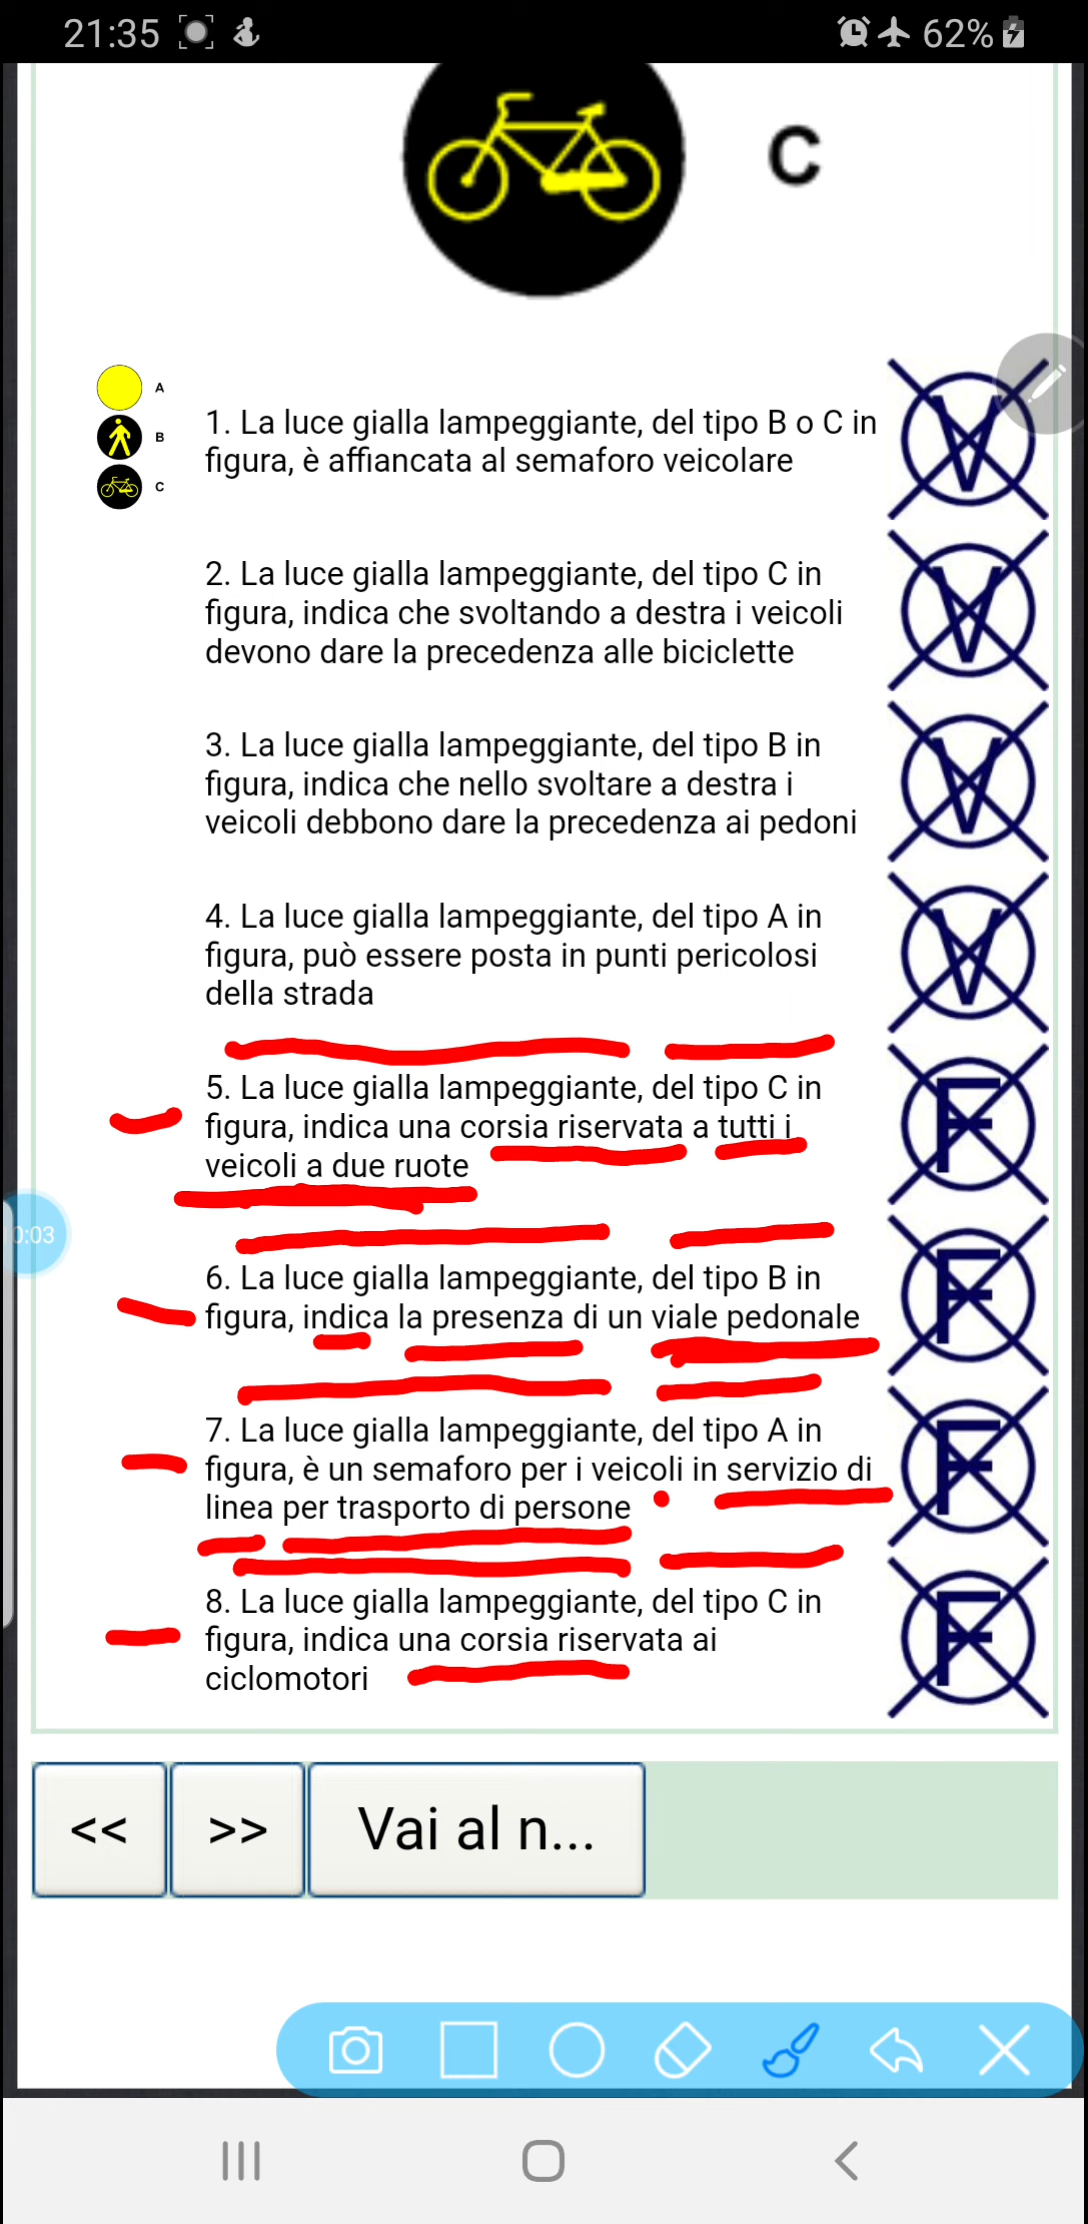 21:35
62%
C
A
B
C
1. La luce gialla lampeggiante, del tipo B o C in
figura, è affiancata al semaforo veicolare
V
2. La luce gialla lampeggiante, del tipo C in
figura, indica che svoltando a destra i veicoli
devono dare la precedenza alle biciclette
V
3. La luce gialla lampeggiante, del tipo B in
figura, indica che nello svoltare a destra i
veicoli debbono dare la precedenza ai pedoni
V
4. La luce gialla lampeggiante, del tipo A in
figura, può essere posta in punti pericolosi
della strada
V
5. La luce gialla lampeggiante, del tipo C in
figura, indica una corsia riservata a tutti i
veicoli a due ruote
F
0:03
6. La luce gialla lampeggiante, del tipo B in
figura, indica la presenza di un viale pedonale
F
7. La luce gialla lampeggiante, del tipo A in
figura, è un semaforo per i veicoli in servizio di
linea per trasporto di persone
F
8. La luce gialla lampeggiante, del tipo C in
figura, indica una corsia riservata ai
ciclomotori
F
<< >> Vai al n...